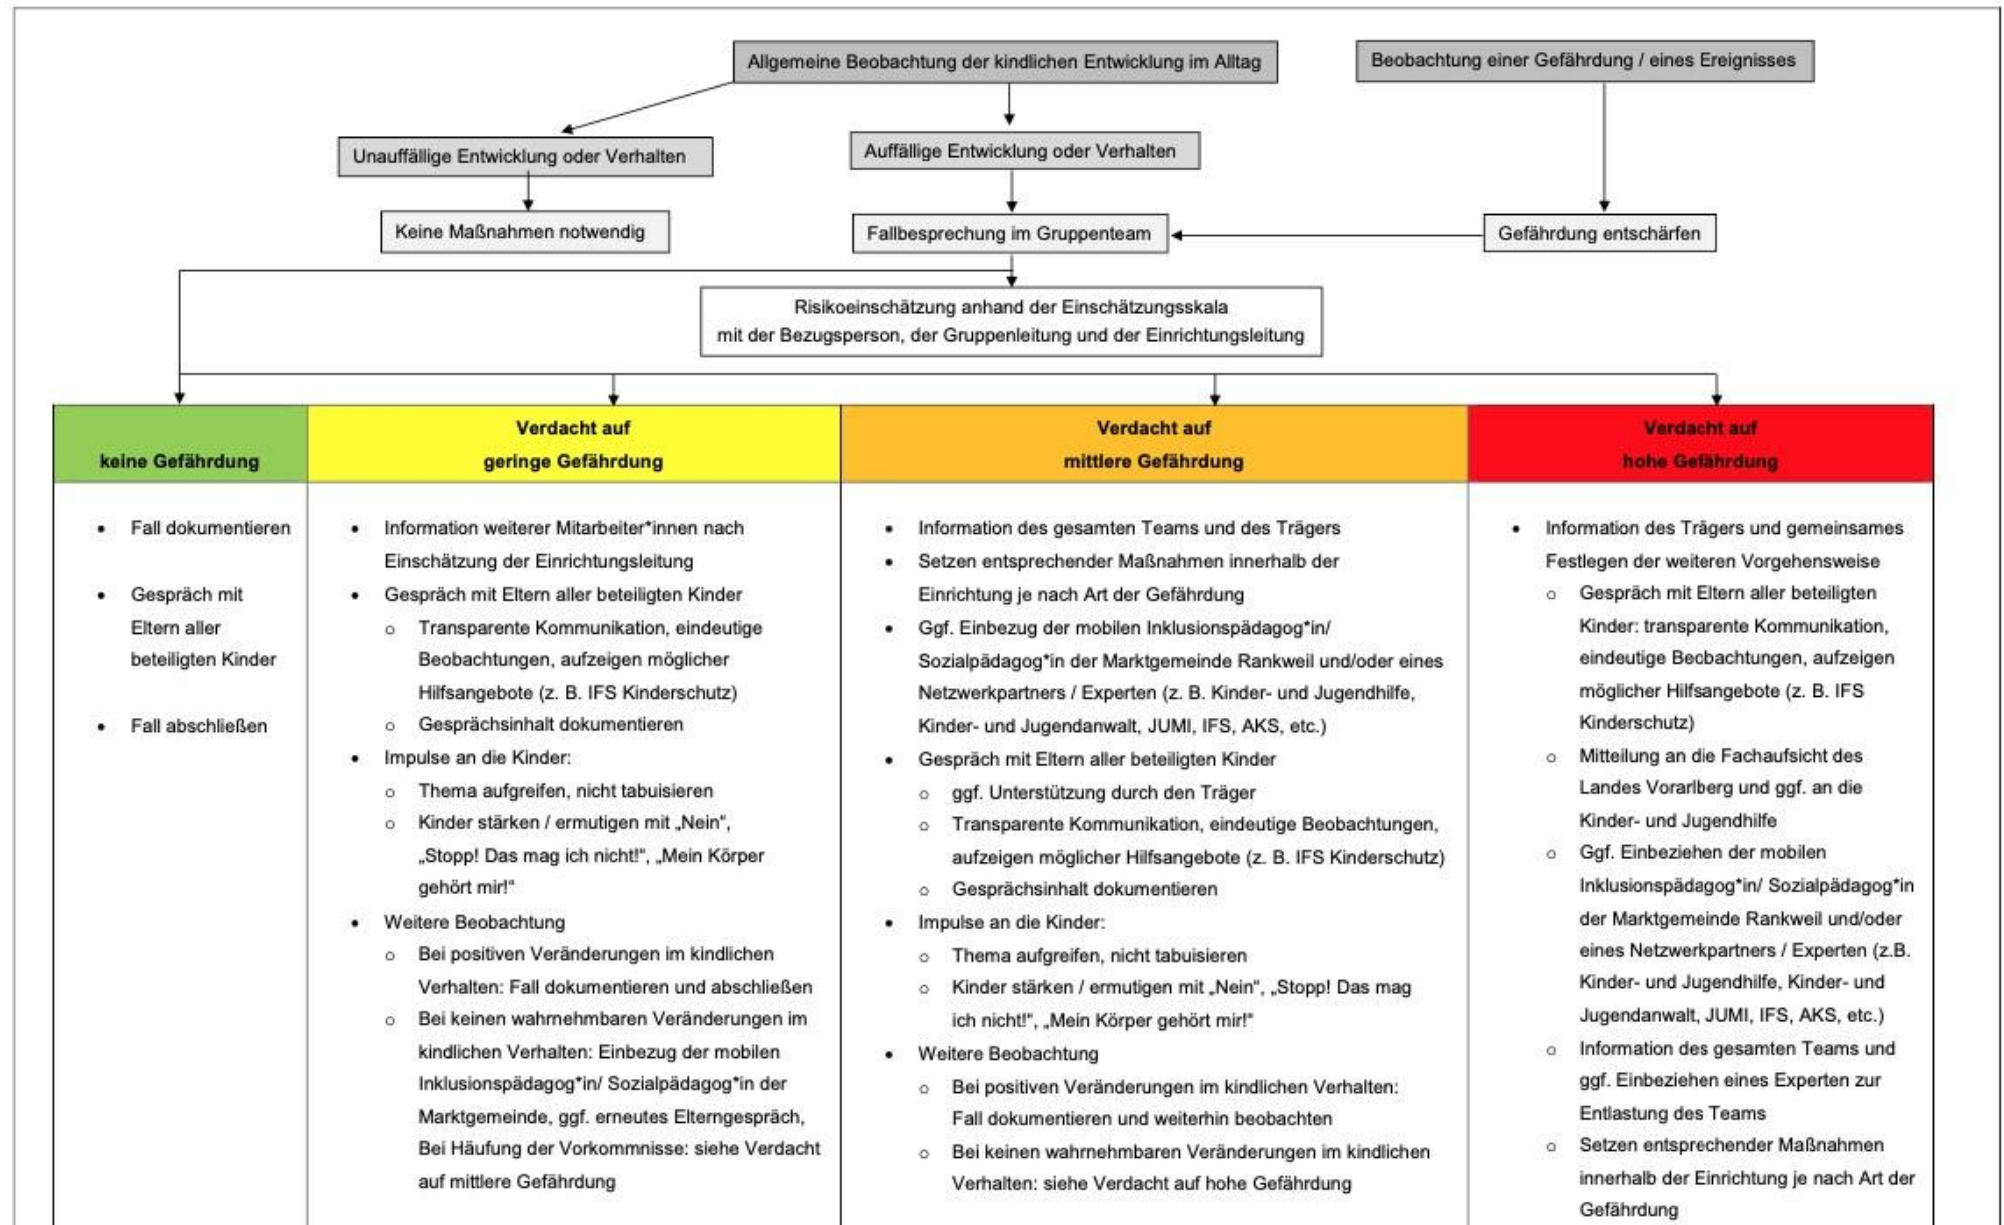 Allgemeine Beobachtung der kindlichen Entwicklung im Alltag
Beobachtung einer Gefährdung / eines Ereignisses
Unauffällige Entwicklung oder Verhalten
Auffällige Entwicklung oder Verhalten
Keine Maßnahmen notwendig
Fallbesprechung im Gruppenteam
Gefährdung entschärfen
Risikoeinschätzung anhand der Einschätzungsskala
mit der Bezugsperson, der Gruppenleitung und der Einrichtungsleitung
keine Gefährdung
• Fall dokumentieren
• Gespräch mit
Eltern aller
beteiligten Kinder
• Fall abschließen
Verdacht auf
geringe Gefährdung
• Information weiterer Mitarbeiter*innen nach
Einschätzung der Einrichtungsleitung
• Gespräch mit Eltern aller beteiligten Kinder
o Transparente Kommunikation, eindeutige
Beobachtungen, aufzeigen möglicher
Hilfsangebote (z. B. IFS Kinderschutz)
o Gesprächsinhalt dokumentieren
• Impulse an die Kinder:
o Thema aufgreifen, nicht tabuisieren
o Kinder stärken / ermutigen mit „Nein“,
„Stopp! Das mag ich nicht!“, „Mein Körper
gehört mir!“
• Weitere Beobachtung
o Bei positiven Veränderungen im kindlichen
Verhalten: Fall dokumentieren und abschließen
o Bei keinen wahrnehmbaren Veränderungen im
kindlichen Verhalten: Einbezug der mobilen
Inklusionspädagog*in/ Sozialpädagog*in der
Marktgemeinde, ggf. erneutes Elterngespräch,
Bei Häufung der Vorkommnisse: siehe Verdacht
auf mittlere Gefährdung
Verdacht auf
mittlere Gefährdung
• Information des gesamten Teams und des Trägers
• Setzen entsprechender Maßnahmen innerhalb der
Einrichtung je nach Art der Gefährdung
• Ggf. Einbezug der mobilen Inklusionspädagog*in/
Sozialpädagog*in der Marktgemeinde Rankweil und/oder eines
Netzwerkpartners / Experten (z. B. Kinder- und Jugendhilfe,
Kinder- und Jugendanwalt, JUMI, IFS, AKS, etc.)
• Gespräch mit Eltern aller beteiligten Kinder
o ggf. Unterstützung durch den Träger
o Transparente Kommunikation, eindeutige Beobachtungen,
aufzeigen möglicher Hilfsangebote (z. B. IFS Kinderschutz)
o Gesprächsinhalt dokumentieren
• Impulse an die Kinder:
o Thema aufgreifen, nicht tabuisieren
o Kinder stärken / ermutigen mit „Nein“, „Stopp! Das mag
ich nicht!“, „Mein Körper gehört mir!“
• Weitere Beobachtung
o Bei positiven Veränderungen im kindlichen Verhalten:
Fall dokumentieren und weiterhin beobachten
o Bei keinen wahrnehmbaren Veränderungen im kindlichen
Verhalten: siehe Verdacht auf hohe Gefährdung
Verdacht auf
hohe Gefährdung
• Information des Trägers und gemeinsames
Festlegen der weiteren Vorgehensweise
o Gespräch mit Eltern aller beteiligten
Kinder: transparente Kommunikation,
eindeutige Beobachtungen, aufzeigen
möglicher Hilfsangebote (z. B. IFS
Kinderschutz)
o Mitteilung an die Fachaufsicht des
Landes Vorarlberg und ggf. an die
Kinder- und Jugendhilfe
o Ggf. Einbeziehen der mobilen
Inklusionspädagog*in/ Sozialpädagog*in
der Marktgemeinde Rankweil und/oder
eines Netzwerkpartners / Experten (z.B.
Kinder- und Jugendhilfe, Kinder- und
Jugendanwalt, JUMI, IFS, AKS, etc.)
o Information des gesamten Teams und
ggf. Einbeziehen eines Experten zur
Entlastung des Teams
o Setzen entsprechender Maßnahmen
innerhalb der Einrichtung je nach Art der
Gefährdung